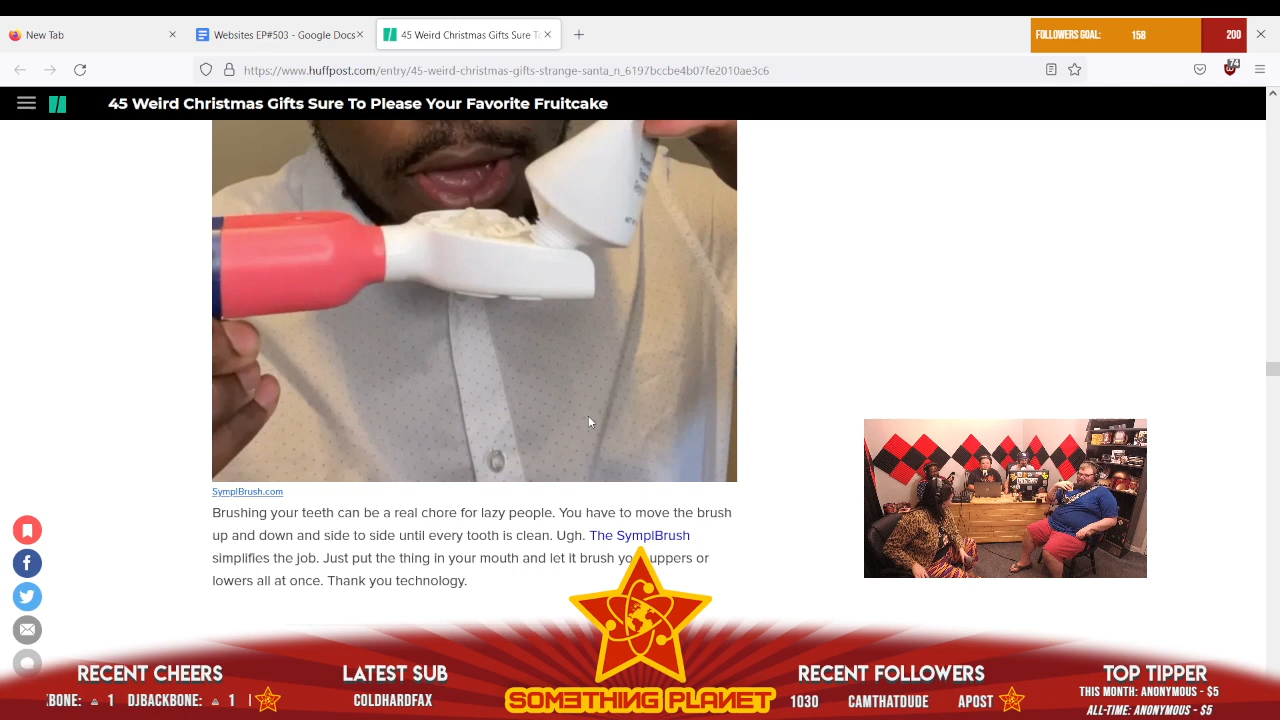 New Tab
Websites EP#503 - Google Docs
45 Weird Christmas Gifts Sure To
FOLLOWERS GOAL: 158 200
https://www.huffpost.com/entry/45-weird-christmas-gifts-strange-santa_n_6197bccbe4b07fe2010ae3c6
74
45 Weird Christmas Gifts Sure To Please Your Favorite Fruitcake
SymplBrush.com
Brushing your teeth can be a real chore for lazy people. You have to move the brush
up and down and side to side until every tooth is clean. Ugh. The SymplBrush
simplifies the job. Just put the thing in your mouth and let it brush uppers or
lowers all at once. Thank you technology.
RECENT CHEERS
BONE: 1 DJBACKBONE: 1 |
LATEST SUB
COLDHARDFAX
SOMETHING PLANET
RECENT FOLLOWERS
1030 CAMTHATDUDE APOST
TOP TIPPER
THIS MONTH: ANONYMOUS - $5
ALL-TIME: ANONYMOUS - $5